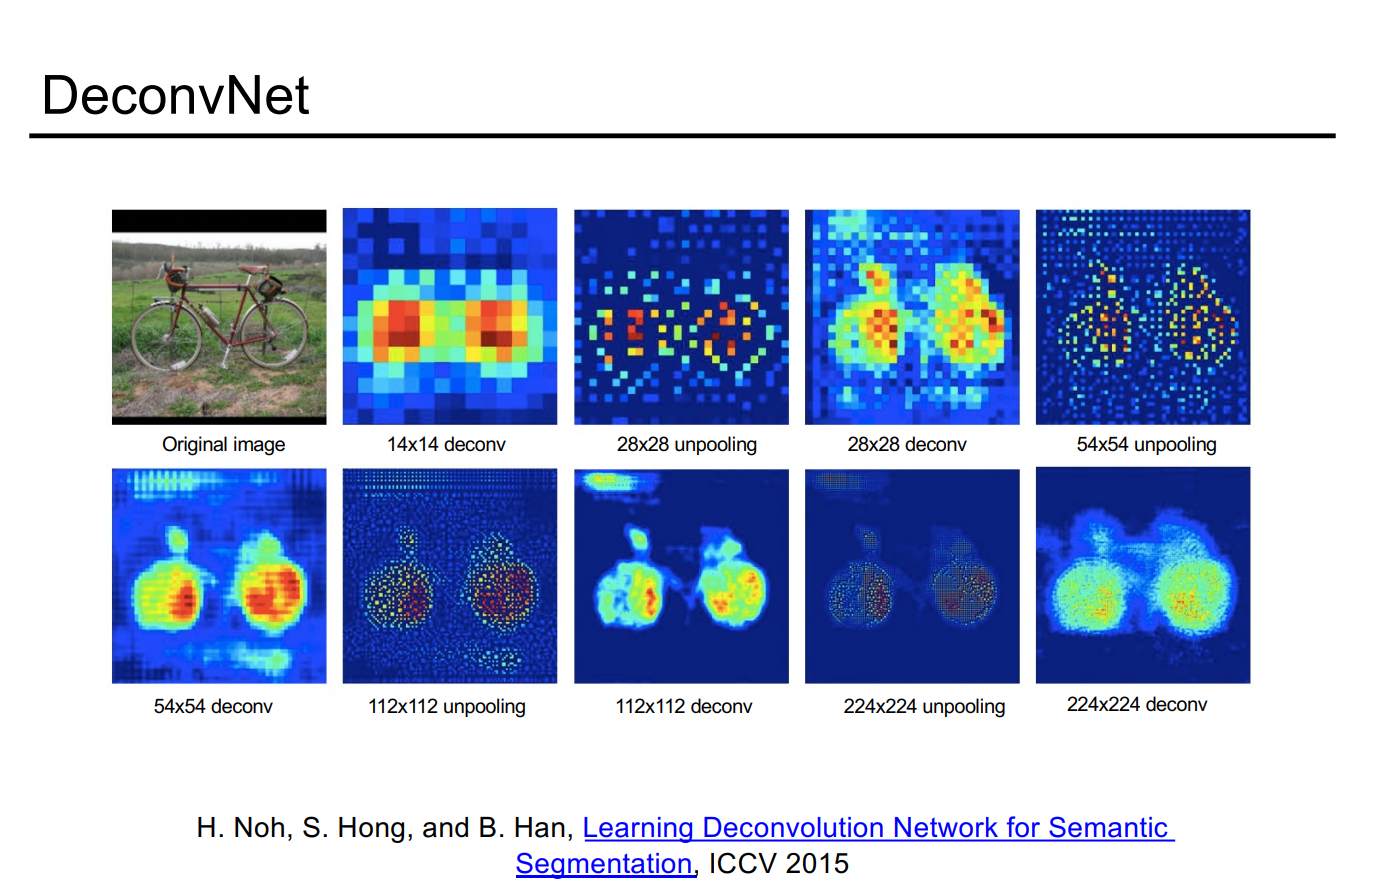 DeconvNet
Original image
14x14 deconv
28x28 unpooling
28x28 deconv
54x54 unpooling
54x54 deconv
112x112 unpooling
112x112 deconv
224x224 unpooling
224x224 deconv
H. Noh, S. Hong, and B. Han, Learning Deconvolution Network for Semantic
Segmentation, ICCV 2015